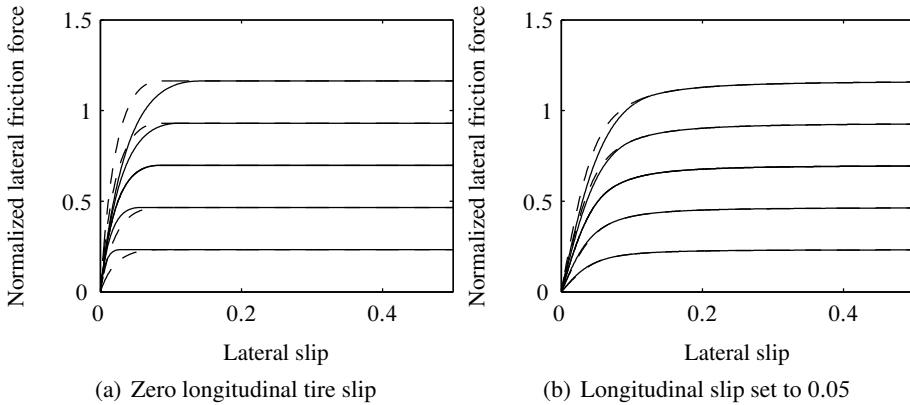 Normalized lateral friction force
1.5
1
0.5
0
0
0.2
0.4
Lateral slip
(a) Zero longitudinal tire slip
Normalized lateral friction force
1.5
1
0.5
0
0
0.2
0.4
Lateral slip
(b) Longitudinal slip set to 0.05